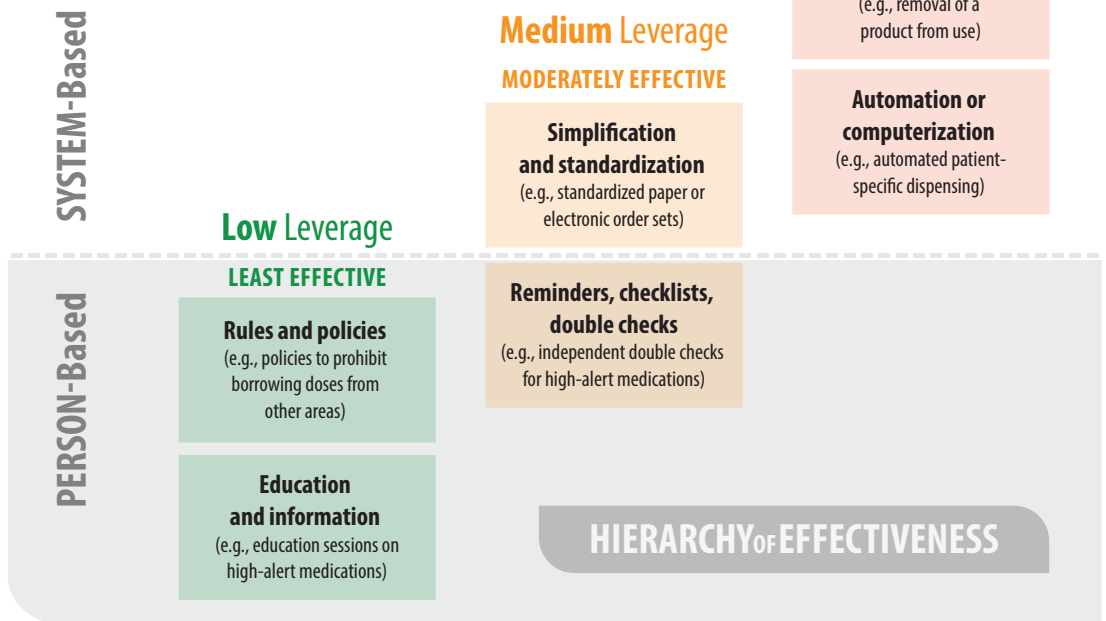 SYSTEM-Based
PERSON-Based
Low Leverage
LEAST EFFECTIVE
Rules and policies
(e.g., policies to prohibit
borrowing doses from
other areas)
Education
and information
(e.g., education sessions on
high-alert medications)
Medium Leverage
MODERATELY EFFECTIVE
Simplification
and standardization
(e.g., standardized paper or
electronic order sets)
Reminders, checklists,
double checks
(e.g., independent double checks
for high-alert medications)
(e.g., removal of a
product from use)
Automation or
computerization
(e.g., automated patient-
specific dispensing)
HIERARCHY OF EFFECTIVENESS